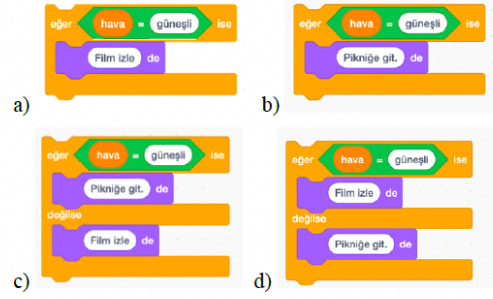 eğer hava = güneşli ise
Film izle de
a)
eğer hava = güneşli ise
Pikniğe git. de
b)
eğer hava = güneşli ise
Pikniğe git. de
değilse
Film izle de
c)
eğer hava = güneşli ise
Film izle de
değilse
Pikniğe git. de
d)